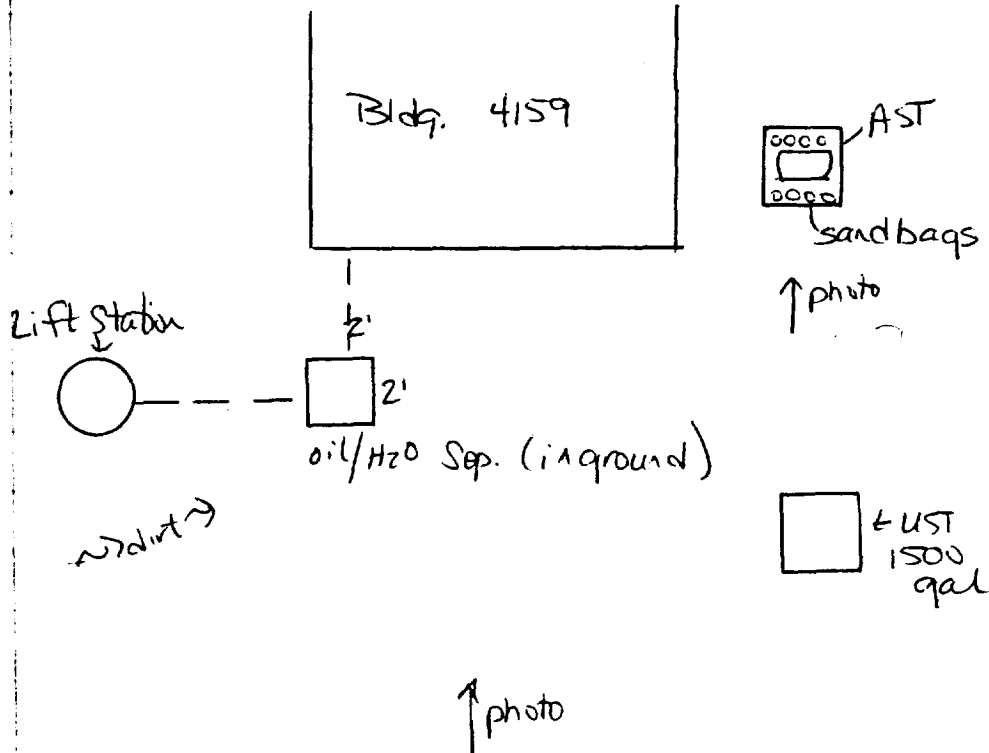 Bldg. 4159
AST
sandbags
photo
Lift Station
2'
2'
oil/H2O Sep. (inground)
dirt
UST
1500
gal
photo